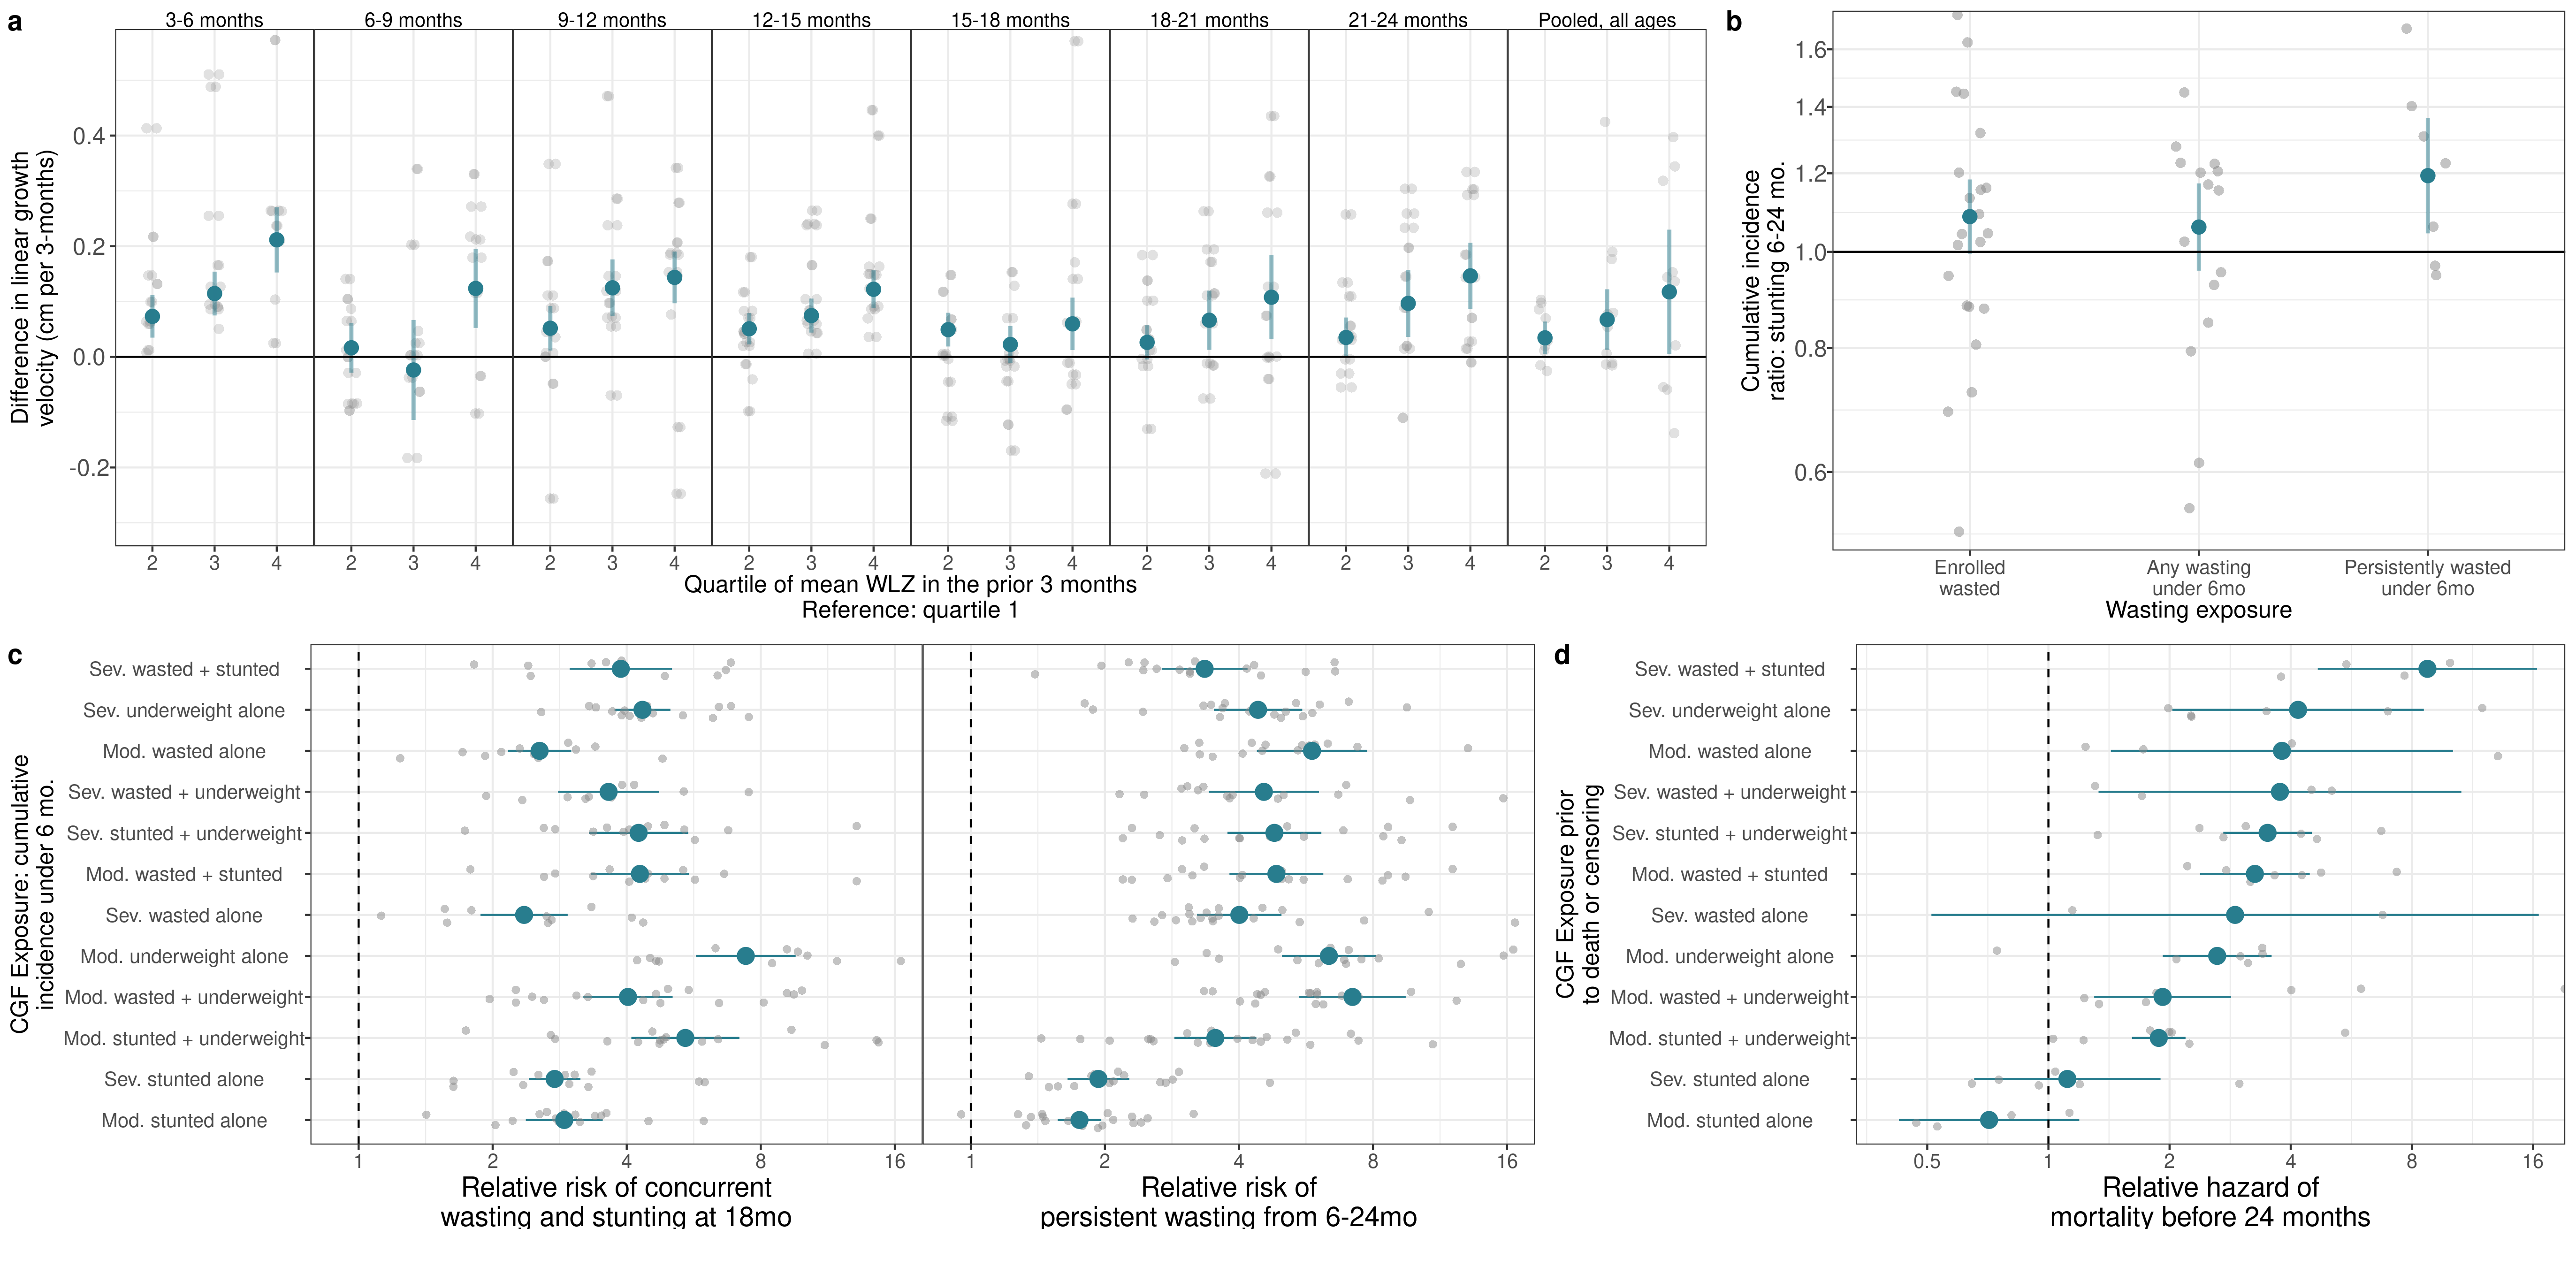 a
3-6 months
6-9 months
9-12 months
12-15 months
15-18 months
18-21 months
21-24 months
Pooled, all ages
Difference in linear growth
velocity (cm per 3-months)
0.4
0.2
0.0
-0.2
2 3 4 2 3 4 2 3 4 2 3 4 2 3 4 2 3 4 2 3 4 2 3 4
Quartile of mean WLZ in the prior 3 months
Reference: quartile 1
b
Cumulative incidence
ratio: stunting 6-24 mo.
1.6
1.4
1.2
1.0
0.8
0.6
Enrolled
wasted
Any wasting
under 6mo
Persistently wasted
under 6mo
Wasting exposure
c
CGF Exposure: cumulative
incidence under 6 mo.
Sev. wasted + stunted
Sev. underweight alone
Mod. wasted alone
Sev. wasted + underweight
Sev. stunted + underweight
Mod. wasted + stunted
Sev. wasted alone
Mod. underweight alone
Mod. wasted + underweight
Mod. stunted + underweight
Sev. stunted alone
Mod. stunted alone
1 2 4 8 16
Relative risk of concurrent
wasting and stunting at 18mo
1 2 4 8 16
Relative risk of
persistent wasting from 6-24mo
d
CGF Exposure prior
to death or censoring
Sev. wasted + stunted
Sev. underweight alone
Mod. wasted alone
Sev. wasted + underweight
Sev. stunted + underweight
Mod. wasted + stunted
Sev. wasted alone
Mod. underweight alone
Mod. wasted + underweight
Mod. stunted + underweight
Sev. stunted alone
Mod. stunted alone
0.5 1 2 4 8 16
Relative hazard of
mortality before 24 months